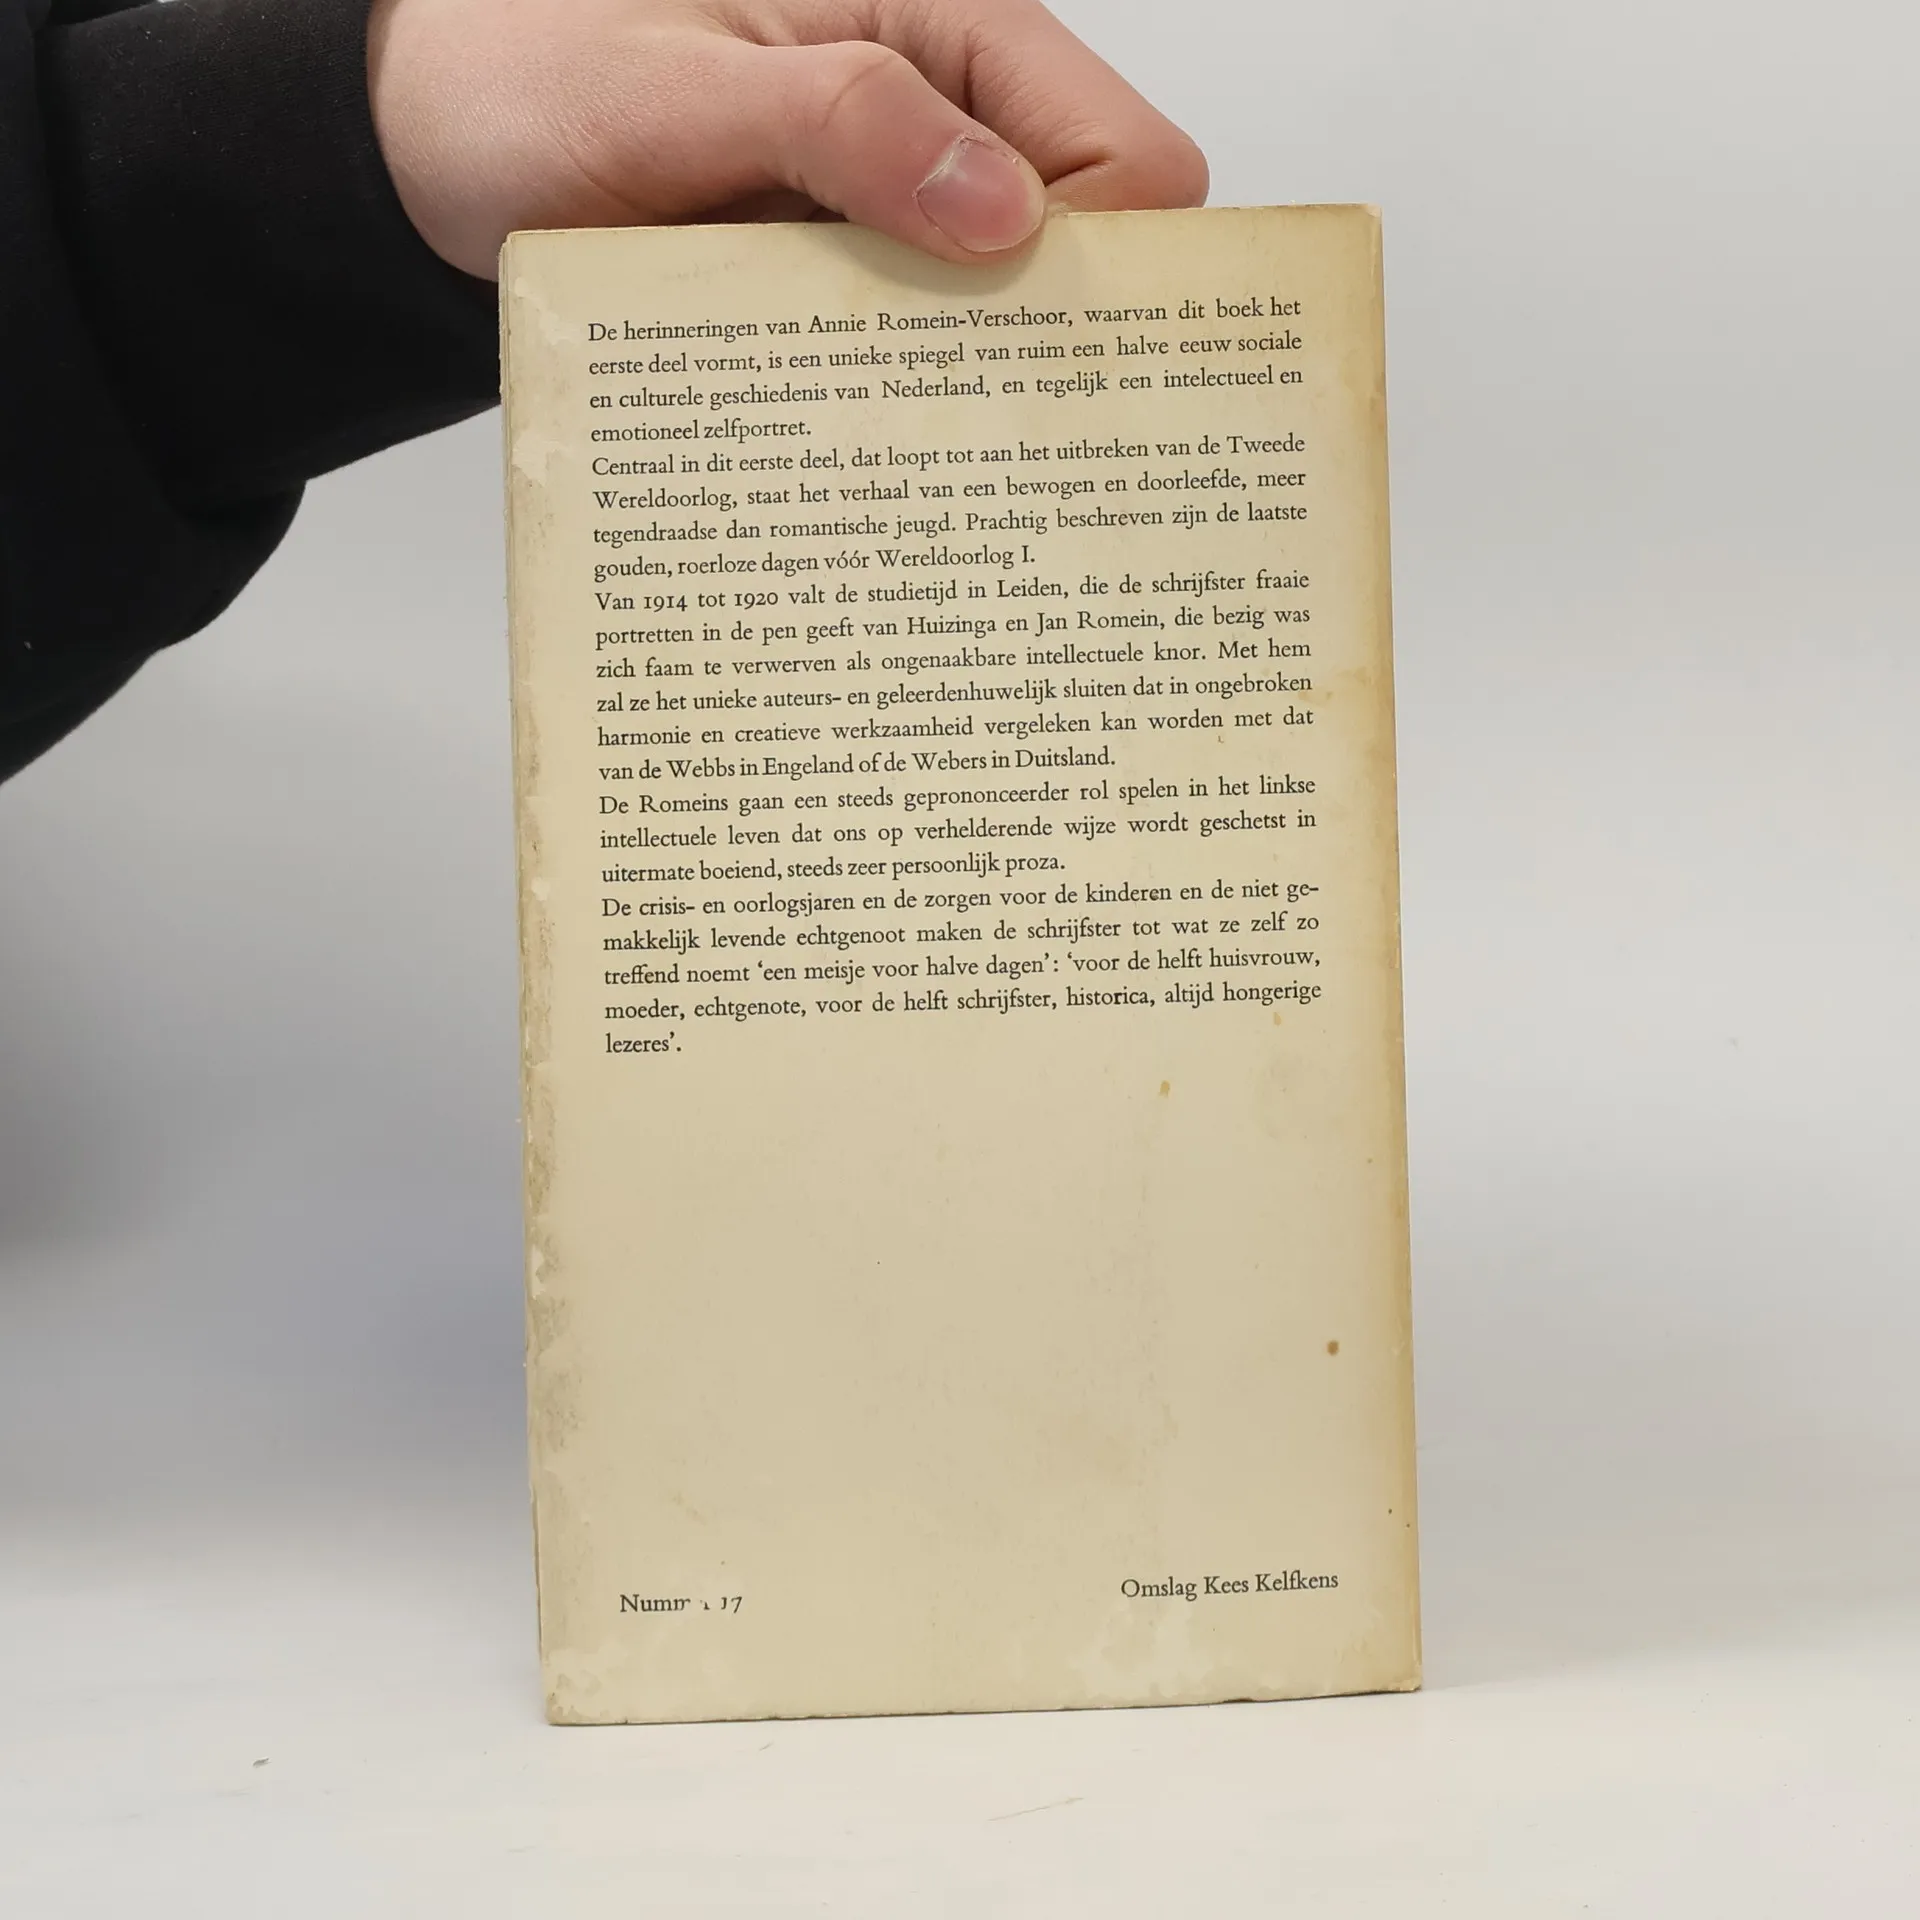 De herinneringen van Annie Romein-Verschoor, waarvan dit boek het
eerste deel vormt, is een unieke spiegel van ruim een halve eeuw sociale
en culturele geschiedenis van Nederland, en tegelijk een intelectueel en
emotioneel zelfportret.
Centraal in dit eerste deel, dat loopt tot aan het uitbreken van de Tweede
Wereldoorlog, staat het verhaal van een bewogen en doorleefde, meer
tegendraadse dan romantische jeugd. Prachtig beschreven zijn de laatste
gouden, roerloze dagen vóór Wereldoorlog I.
Van 1914 tot 1920 valt de studietijd in Leiden, die de schrijfster fraaie
portretten in de pen geeft van Huizinga en Jan Romein, die bezig was
zich faam te verwerven als ongenaakbare intellectuele knor. Met hem
zal ze het unieke auteurs- en geleerdenhuwelijk sluiten dat in ongebroken
harmonie en creatieve werkzaamheid vergeleken kan worden met dat
van de Webbs in Engeland of de Webers in Duitsland.
De Romeins gaan een steeds geprononceerder rol spelen in het linkse
intellectuele leven dat ons op verhelderende wijze wordt geschetst in
uitermate boeiend, steeds zeer persoonlijk proza.
De crisis- en oorlogsjaren en de zorgen voor de kinderen en de niet ge-
makkelijk levende echtgenoot maken de schrijfster tot wat ze zelf zo
treffend noemt ‘een meisje voor halve dagen’: ‘voor de helft huisvrouw,
moeder, echtgenote, voor de helft schrijfster, historica, altijd hongerige
lezeres’.
17
Omslag Kees Kelfkens